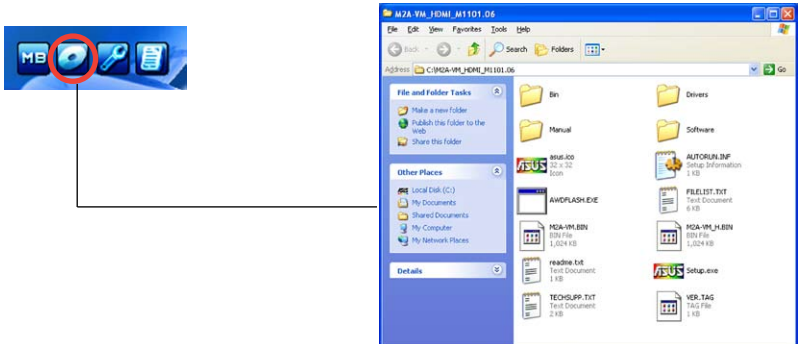 MB
M2A-VM_HDMI_M1101.06
File Edit View Favorites Tools Help
Back Search Folders
Address C:\M2A-VM_HDMI_M1101.06 Go
File and Folder Tasks
Make a new folder
Publish this folder to the
Web
Share this folder
Other Places
Local Disk (C:)
My Documents
Shared Documents
My Computer
My Network Places
Details
Bin
Drivers
Manual
Software
asus.ico
32 x 32
Icon
AUTORUN.INF
Setup Information
1 KB
AWDFLASH.EXE
FILELIST.TXT
Text Document
6 KB
M2A-VM.BIN
BIN File
1,024 KB
M2A-VM_H.BIN
BIN File
1,024 KB
readme.txt
Text Document
1 KB
Setup.exe
TECHSUPP.TXT
Text Document
2 KB
VER.TAG
TAG File
1 KB
ASUS
ASUS